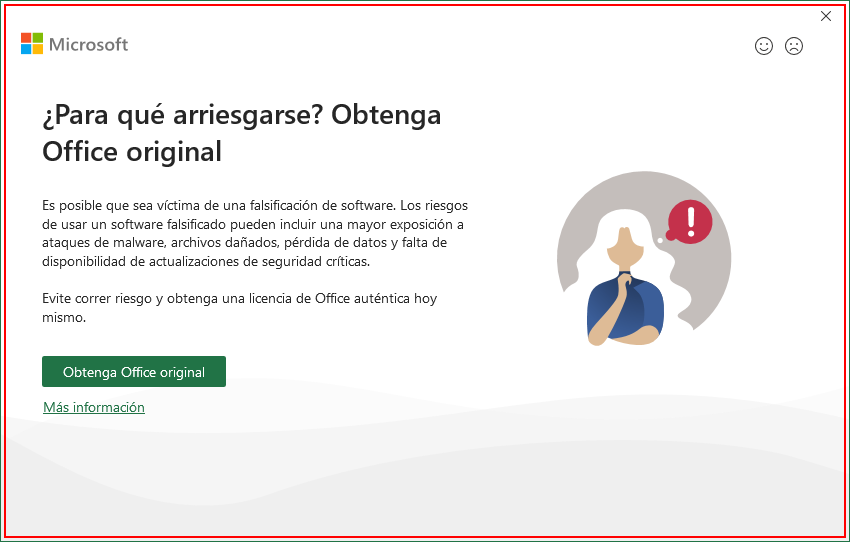 Microsoft
¿Para qué arriesgarse? Obtenga
Office original
Es posible que sea víctima de una falsificación de software. Los riesgos
de usar un software falsificado pueden incluir una mayor exposición a
ataques de malware, archivos dañados, pérdida de datos y falta de
disponibilidad de actualizaciones de seguridad críticas.
Evite correr riesgo y obtenga una licencia de Office auténtica hoy
mismo.
Obtenga Office original
Más información